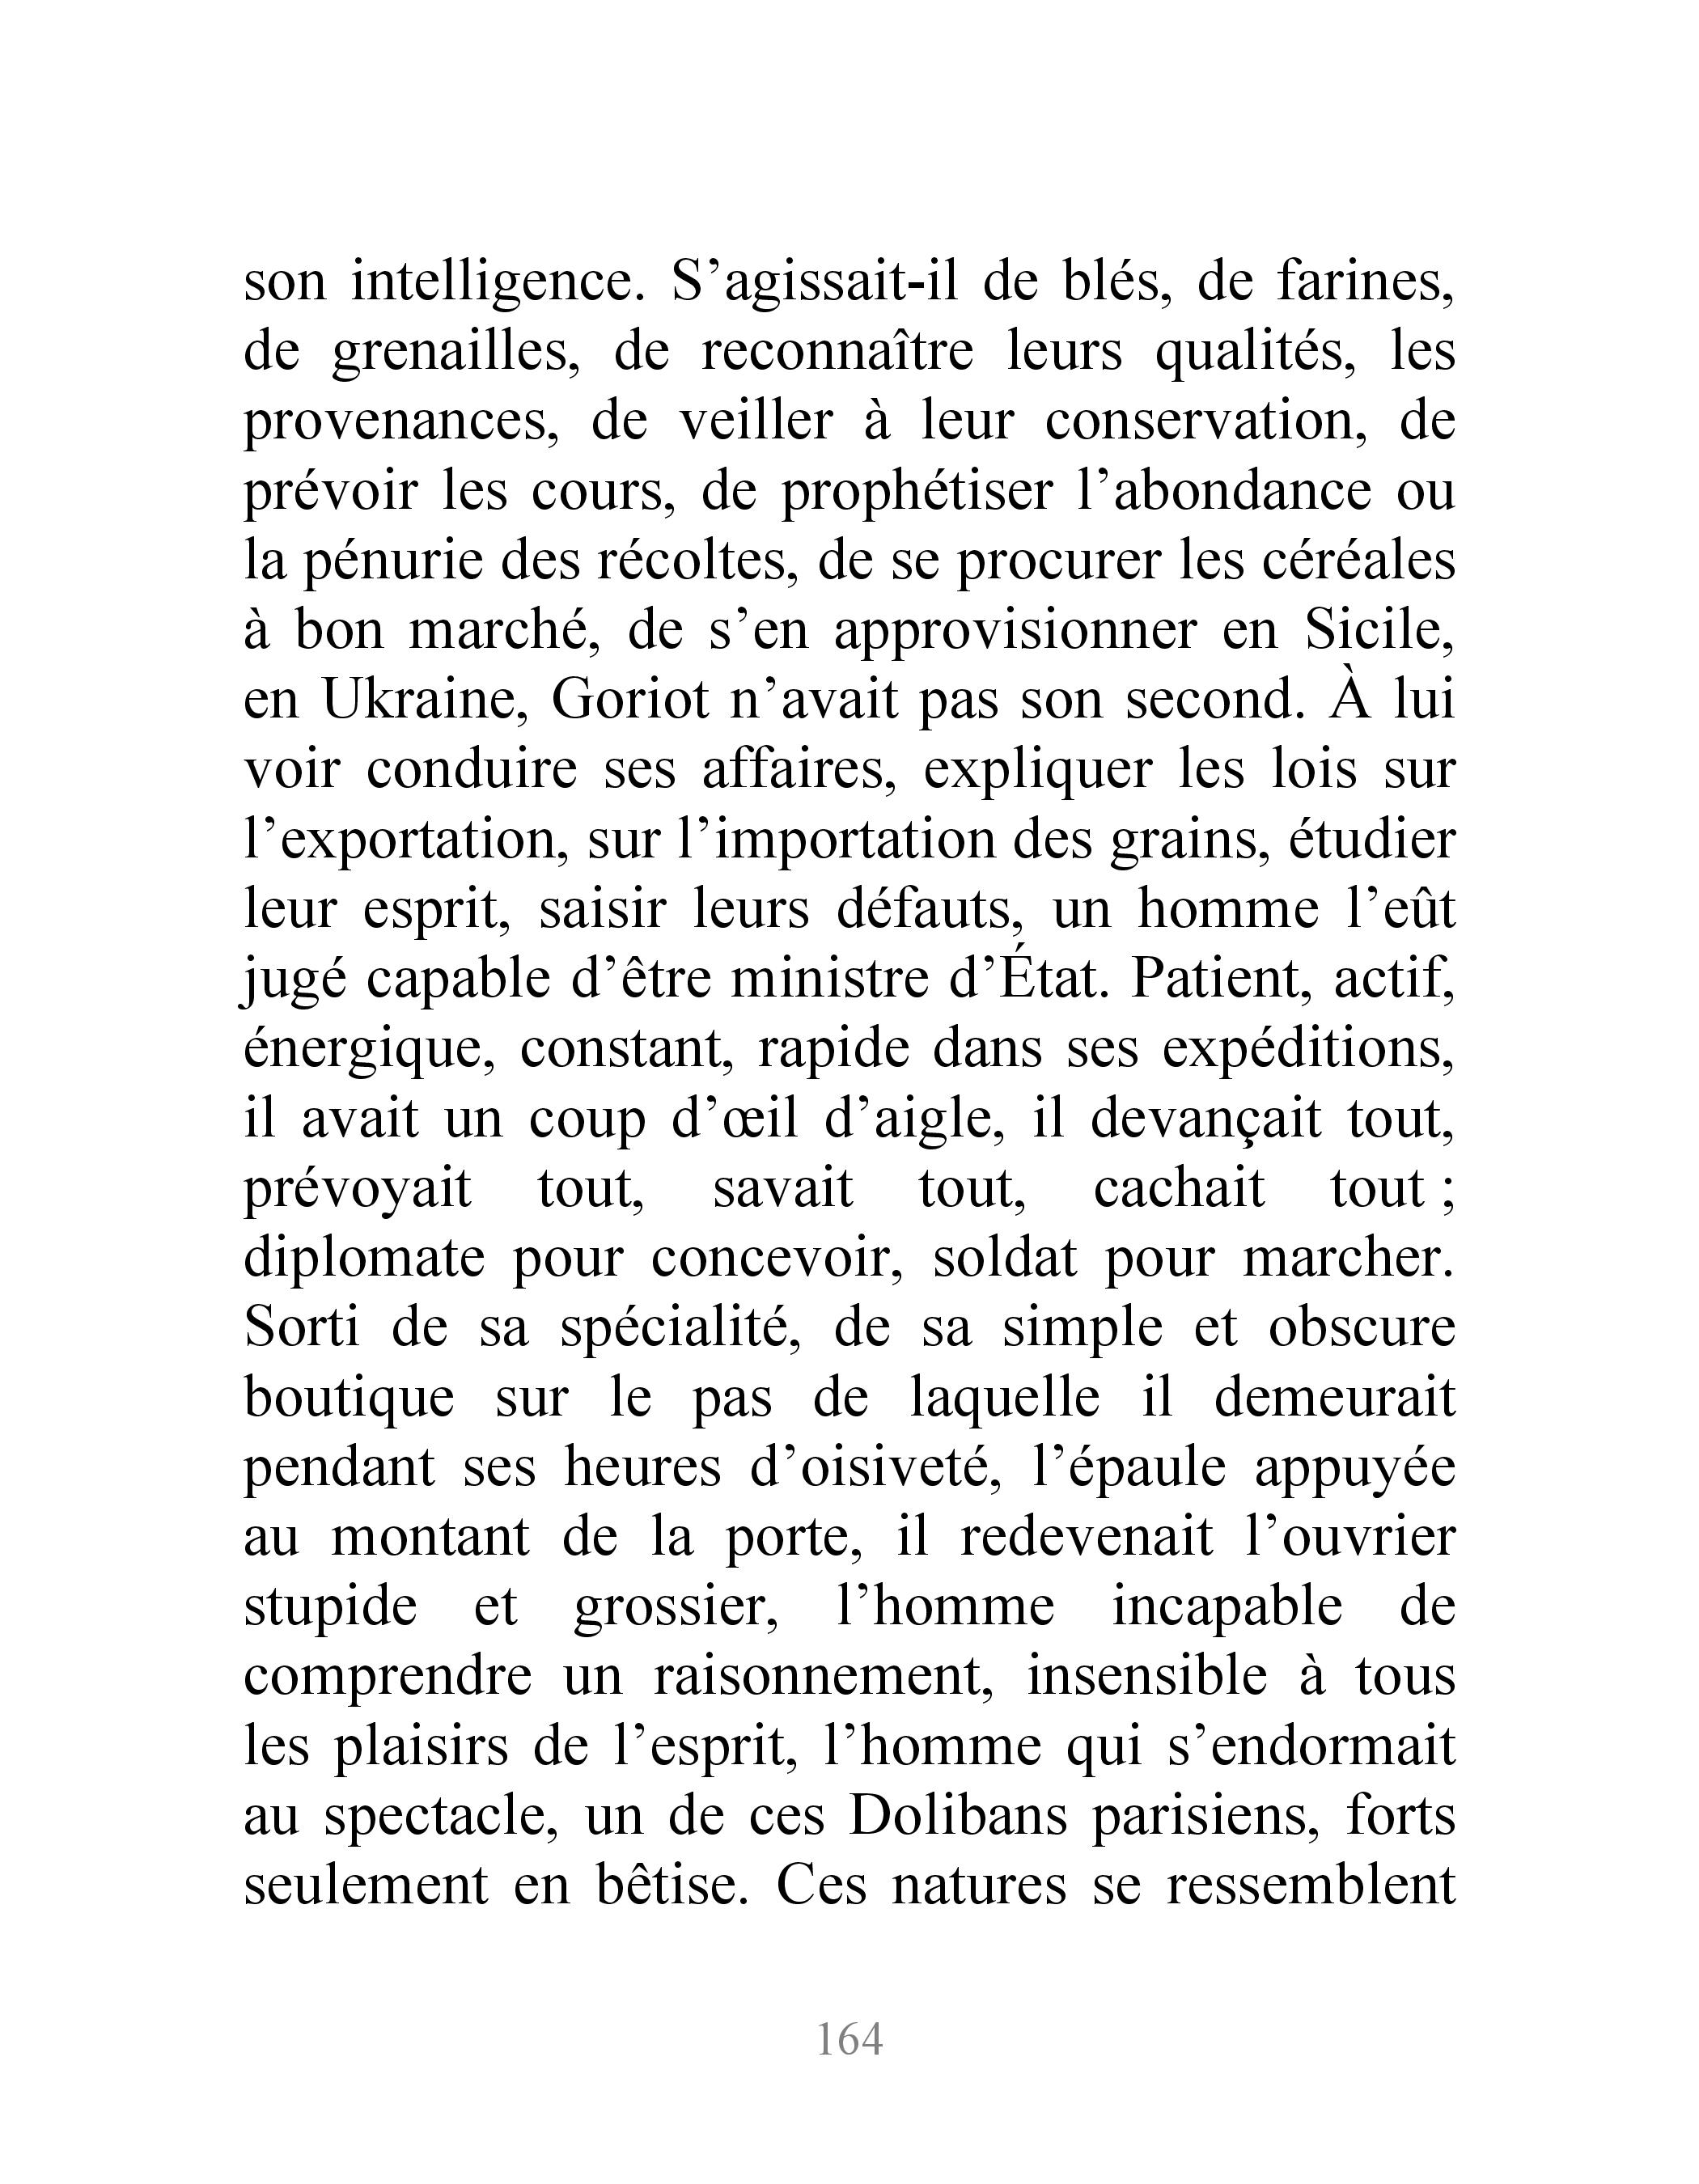 son intelligence. S’agissait-il de blés, de farines,
de grenailles, de reconnaître leurs qualités, les
provenances, de veiller à leur conservation, de
prévoir les cours, de prophétiser l’abondance ou
la pénurie des récoltes, de se procurer les céréales
à bon marché, de s’en approvisionner en Sicile,
en Ukraine, Goriot n’avait pas son second. À lui
voir conduire ses affaires, expliquer les lois sur
l’exportation, sur l’importation des grains, étudier
leur esprit, saisir leurs défauts, un homme l’eût
jugé capable d’être ministre d’État. Patient, actif,
énergique, constant, rapide dans ses expéditions,
il avait un coup d’œil d’aigle, il devançait tout,
prévoyait tout, savait tout, cachait tout ;
diplomate pour concevoir, soldat pour marcher.
Sorti de sa spécialité, de sa simple et obscure
boutique sur le pas de laquelle il demeurait
pendant ses heures d’oisiveté, l’épaule appuyée
au montant de la porte, il redevenait l’ouvrier
stupide et grossier, l’homme incapable de
comprendre un raisonnement, insensible à tous
les plaisirs de l’esprit, l’homme qui s’endormait
au spectacle, un de ces Dolibans parisiens, forts
seulement en bêtise. Ces natures se ressemblent
164